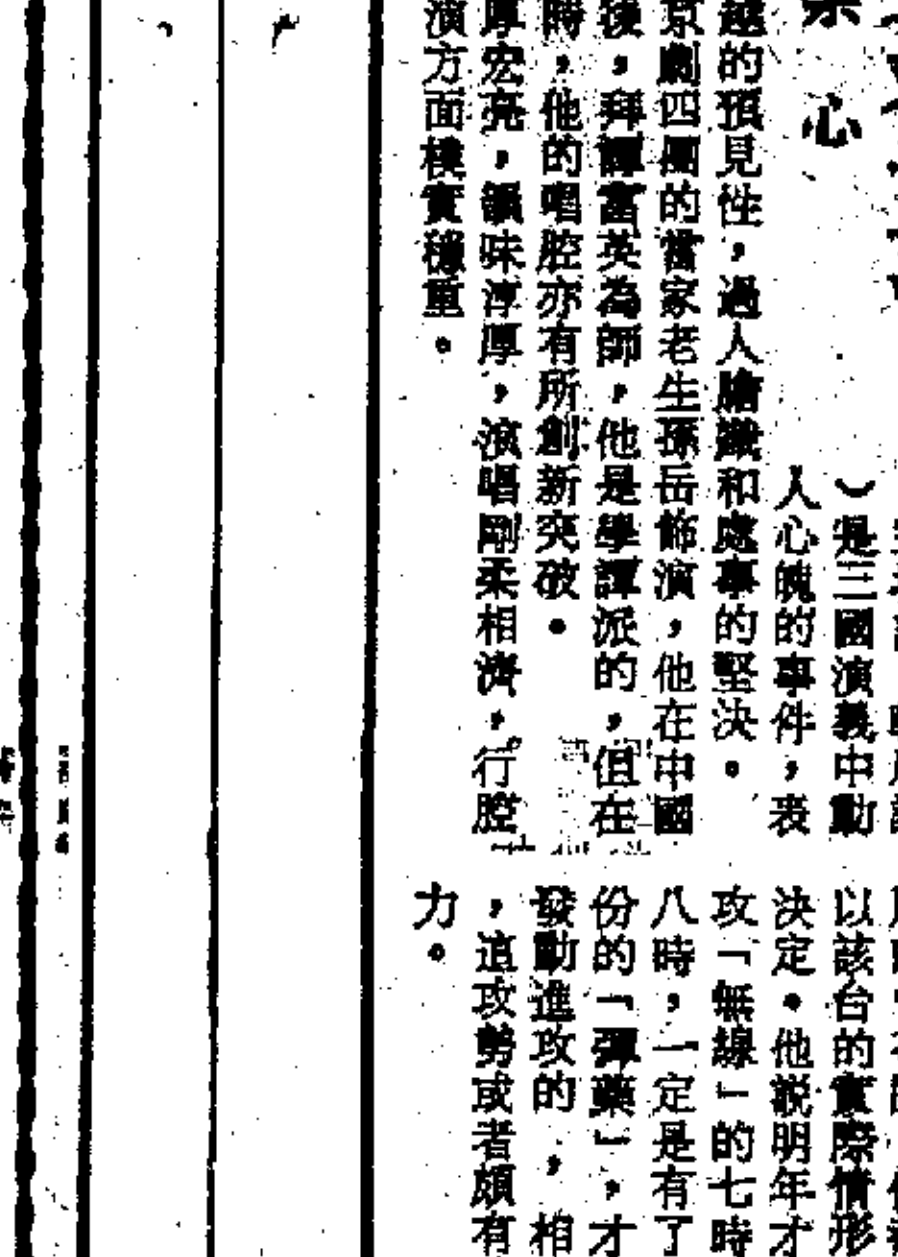 心
）是三國演義中動
人心魄的事件，表
越的預見性，過人膽識和處事的堅決。
京劇四團的當家老生孫岳飾演，他在中國
後，拜譚富英為師，他是學譚派的，但在
時，他的唱腔亦有所創新突破。
厚宏亮，韻味淳厚，演唱剛柔相濟，行腔
演方面樸實穩重。
以該台的實際情形
決定。他説明年才
攻「無線」的七時
八時，一定是有了
份的「彈藥」，才
發動進攻的，相
，這攻勢或者頗有
力。